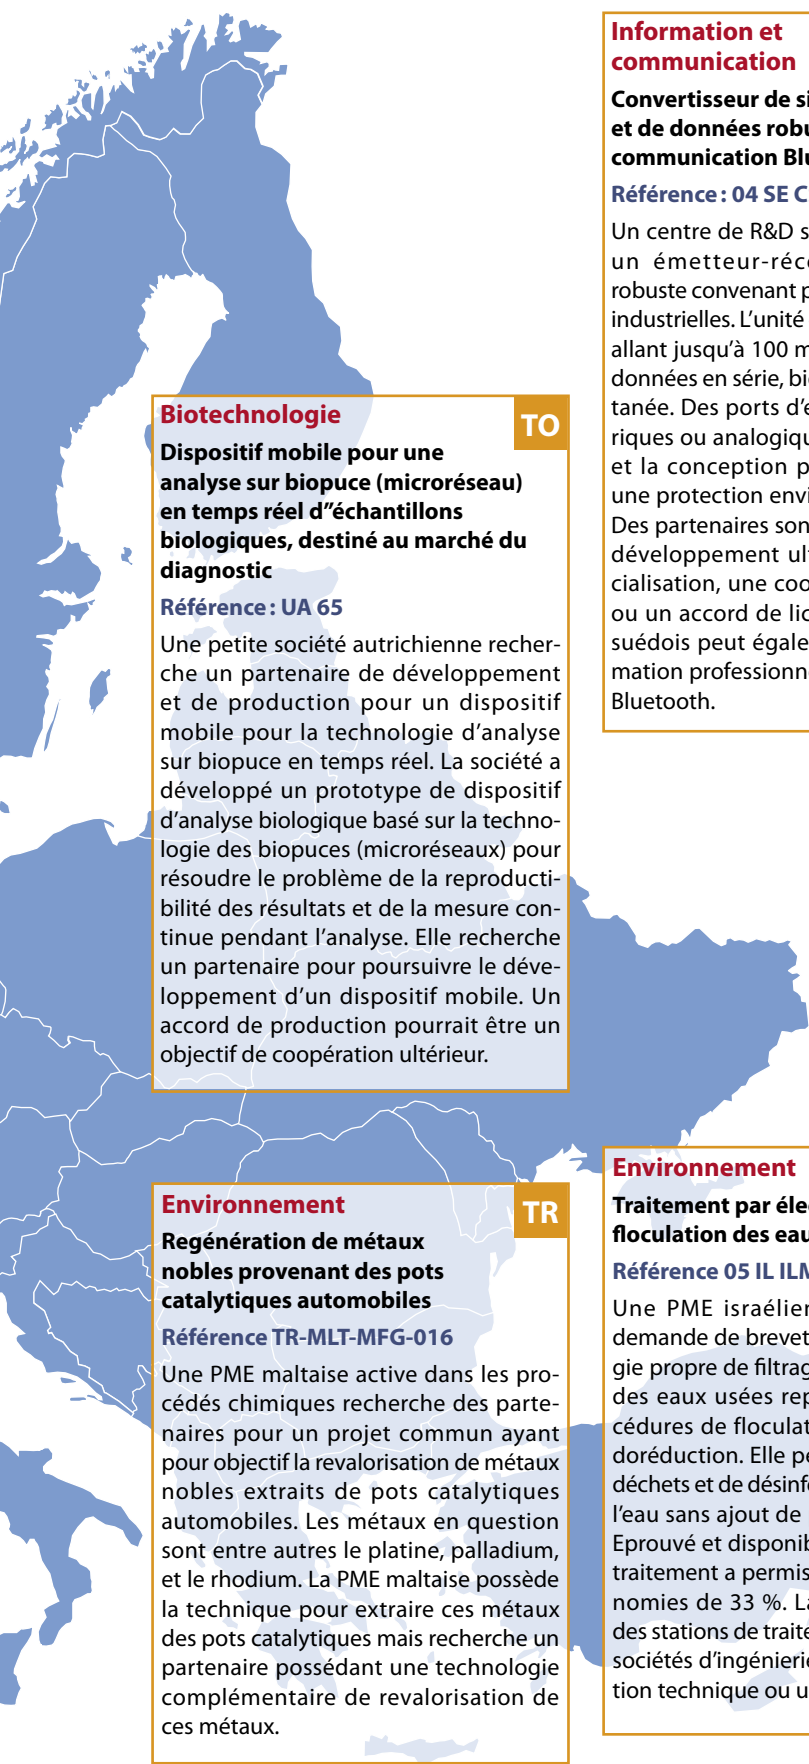 Biotechnologie
TO
Dispositif mobile pour une
analyse sur biopuce (microréseau)
en temps réel d’’échantillons
biologiques, destiné au marché du
diagnostic
Référence : UA 65
Une petite société autrichienne recher-
che un partenaire de développement
et de production pour un dispositif
mobile pour la technologie d’analyse
sur biopuce en temps réel. La société a
développé un prototype de dispositif
d’analyse biologique basé sur la techno-
logie des biopuces (microréseaux) pour
résoudre le problème de la reproducti-
bilité des résultats et de la mesure con-
tinue pendant l’analyse. Elle recherche
un partenaire pour poursuivre le déve-
loppement d’un dispositif mobile. Un
accord de production pourrait être un
objectif de coopération ultérieur.
Environnement
TR
Regénération de métaux
nobles provenant des pots
catalytiques automobiles
Référence TR-MLT-MFG-016
Une PME maltaise active dans les pro-
cédés chimiques recherche des parte-
naires pour un projet commun ayant
pour objectif la revalorisation de métaux
nobles extraits de pots catalytiques
automobiles. Les métaux en question
sont entre autres le platine, palladium,
et le rhodium. La PME maltaise possède
la technique pour extraire ces métaux
des pots catalytiques mais recherche un
partenaire possédant une technologie
complémentaire de revalorisation de
ces métaux.
Information et
communication
Convertisseur de si
et de données robu
communication Blu
Référence : 04 SE C
Un centre de R&D s
un émetteur-réce
robuste convenant p
industrielles. L’unité
allant jusqu’à 100 m
données en série, bid
tanée. Des ports d’e
riques ou analogiqu
et la conception p
une protection envi
Des partenaires son
développement ult
cialisation, une coo
ou un accord de lic
suédois peut égale
mation professionn
Bluetooth.
Environnement
Traitement par élec
floculation des eau
Référence 05 IL ILM
Une PME israélien
demande de brevet
gie propre de filtrag
des eaux usées rep
cédures de floculat
doréduction. Elle pe
déchets et de désinfe
l’eau sans ajout de
Eprouvé et disponib
traitement a permis
nomies de 33 %. La
des stations de traite
sociétés d’ingénierie
tion technique ou u